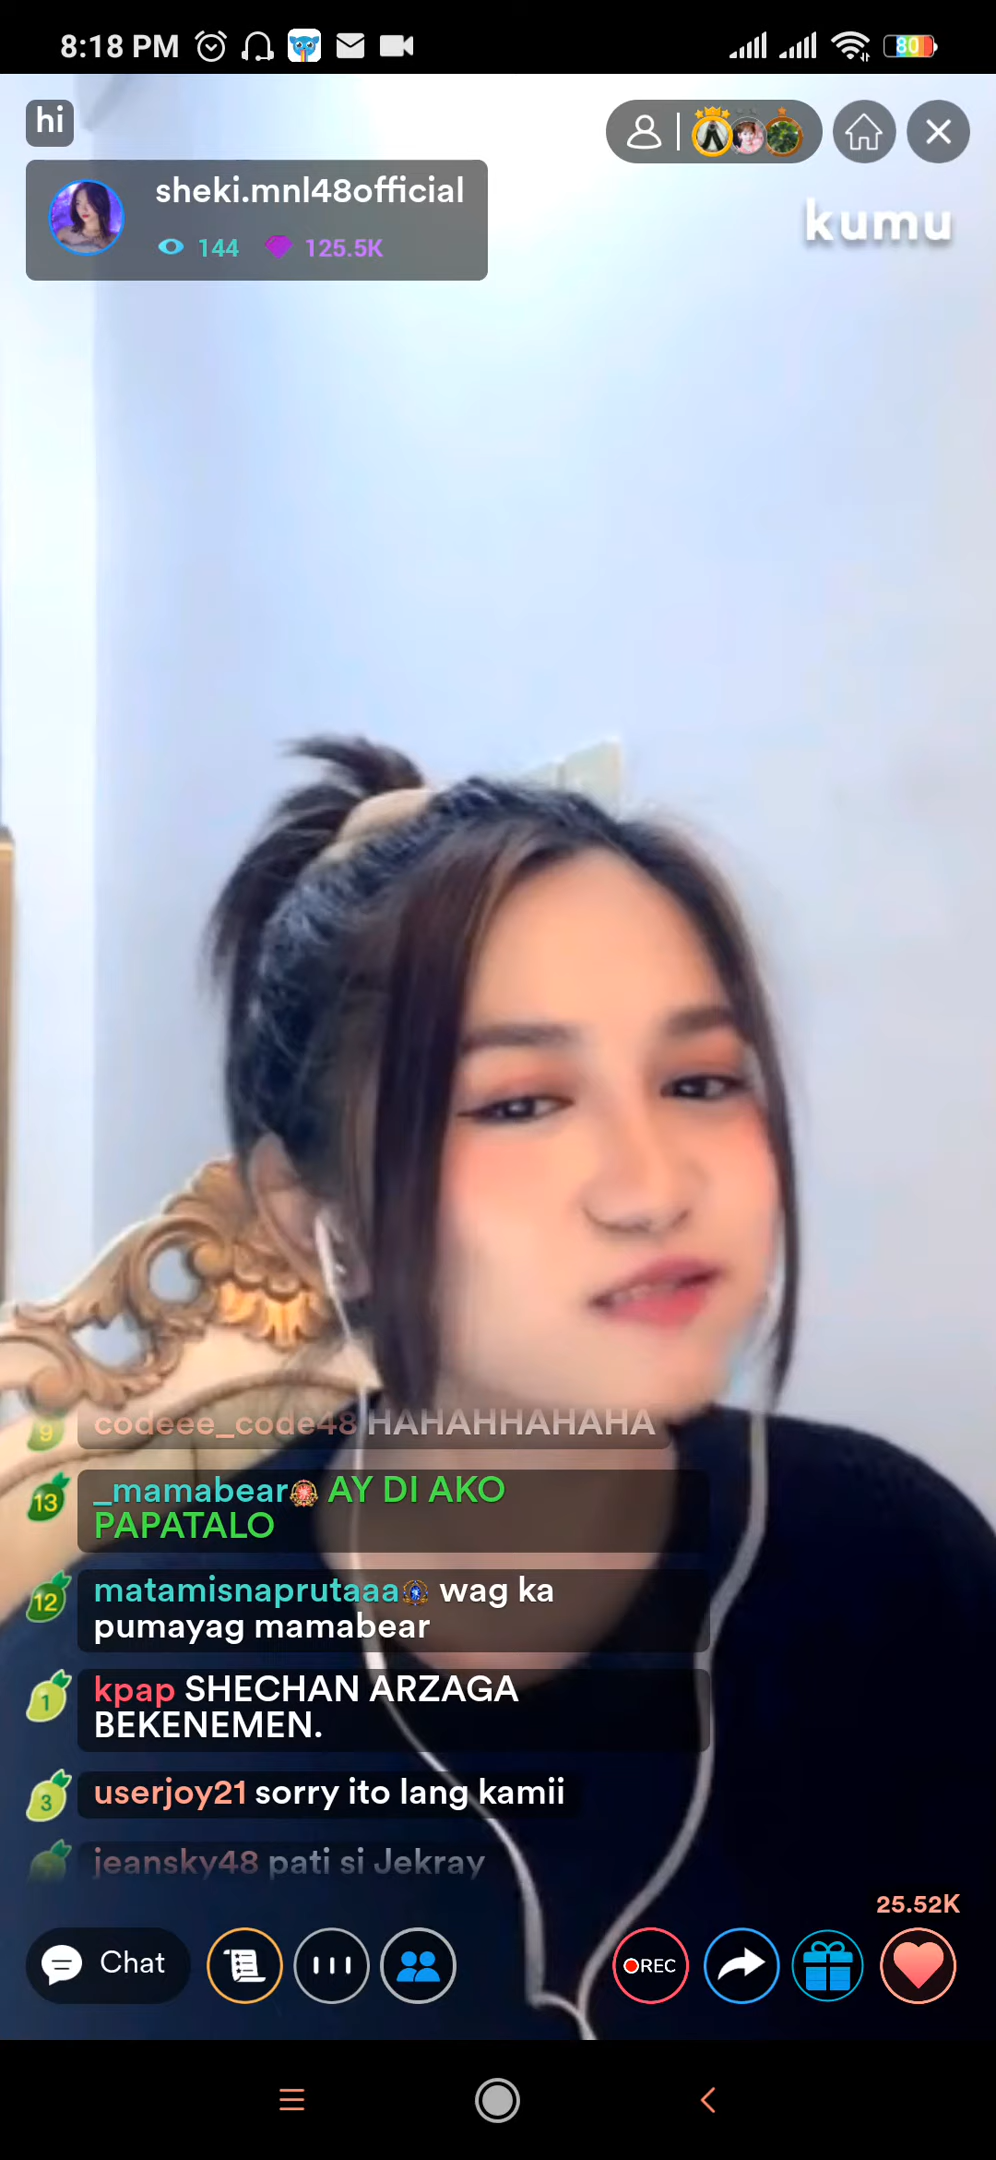 8:18 PM
80
hi
sheki.mnl48official
144 125.5K
kumu
9 codeee_code48 HAHAHHAHAHA
13 _mamabear AY DI AKO
PAPATALO
12 matamisnaprutaaa wag ka
pumayag mamabear
1 kpap SHECHAN ARZAGA
BEKENEMEN.
3 userjoy21 sorry ito lang kamii
jeansky48 pati si Jekray
25.52K
Chat
REC